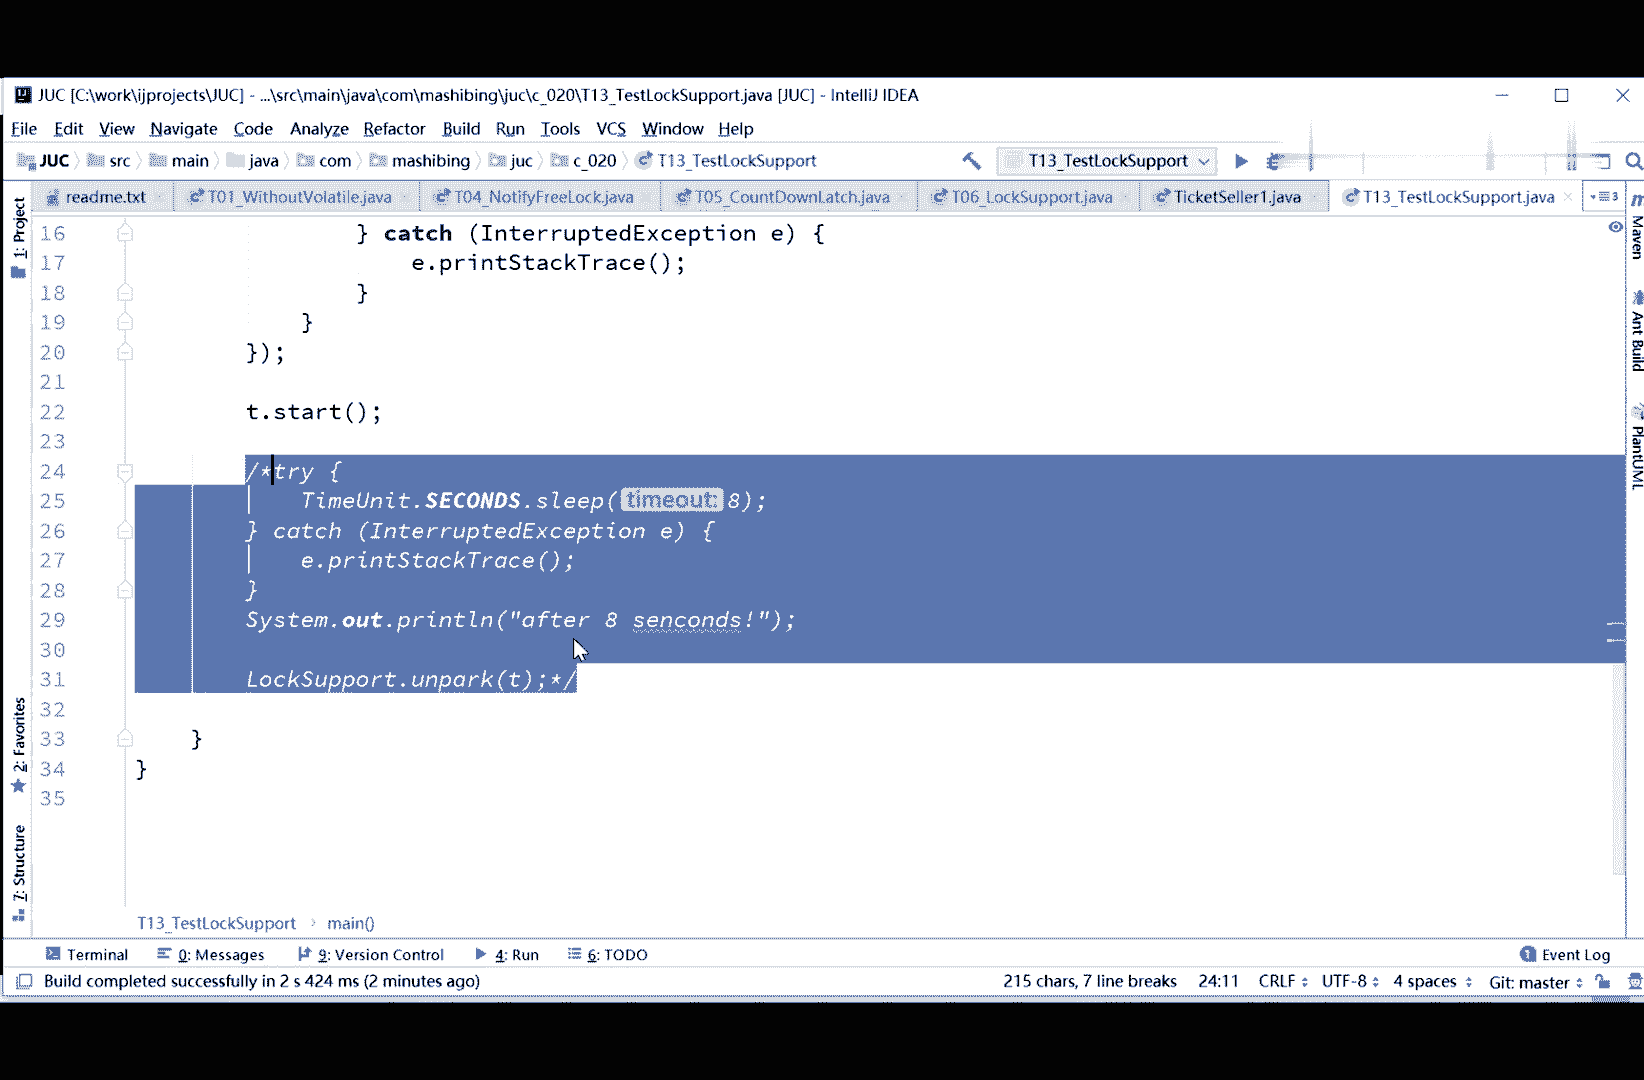 JUC [C:\work\ijprojects\JUC] - ...\src\main\java\com\mashibing\juc\c_020\T13_TestLockSupport.java [JUC] - IntelliJ IDEA
File Edit View Navigate Code Analyze Refactor Build Run Tools VCS Window Help
JUC src main java com mashibing juc c_020 T13_TestLockSupport T13_TestLockSupport
readme.txt T01_WithoutVolatile.java T04_NotifyFreeLock.java T05_CountDownLatch.java T06_LockSupport.java TicketSeller1.java T13_TestLockSupport.java 3
1: Project
2: Favorites
7: Structure
Maven
Ant Build
PlantUML
16 } catch (InterruptedException e) {
17 e.printStackTrace();
18 }
19 }
20 });
21
22 t.start();
23
24 /*try {
25 TimeUnit.SECONDS.sleep( timeout: 8);
26 } catch (InterruptedException e) {
27 e.printStackTrace();
28 }
29 System.out.println("after 8 senconds!");
30
31 LockSupport.unpark(t);*/
32
33 }
34 }
35
T13_TestLockSupport main()
Terminal 0: Messages 9: Version Control 4: Run 6: TODO 1 Event Log
Build completed successfully in 2 s 424 ms (2 minutes ago) 215 chars, 7 line breaks 24:11 CRLF UTF-8 4 spaces Git: master